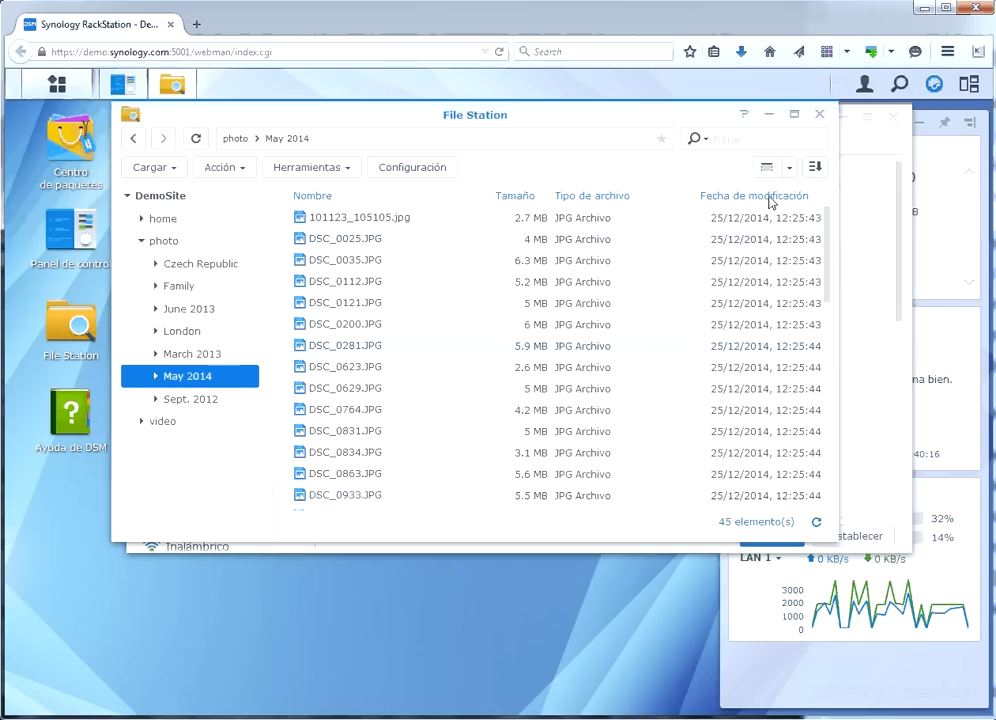 Synology RackStation - De...
https://demo.synology.com:5001/webman/index.cgi
Search
Centro
de paquetes
Panel de control
File Station
Ayuda de DSM
File Station
photo May 2014
Filtrar
Cargar Acción Herramientas Configuración
DemoSite
home
photo
Czech Republic
Family
June 2013
London
March 2013
May 2014
Sept. 2012
video
Nombre Tamaño Tipo de archivo Fecha de modificación
101123_105105.jpg 2.7 MB JPG Archivo 25/12/2014, 12:25:43
DSC_0025.JPG 4 MB JPG Archivo 25/12/2014, 12:25:43
DSC_0035.JPG 6.3 MB JPG Archivo 25/12/2014, 12:25:43
DSC_0112.JPG 5.2 MB JPG Archivo 25/12/2014, 12:25:43
DSC_0121.JPG 5 MB JPG Archivo 25/12/2014, 12:25:43
DSC_0200.JPG 6 MB JPG Archivo 25/12/2014, 12:25:43
DSC_0281.JPG 5.9 MB JPG Archivo 25/12/2014, 12:25:43
DSC_0623.JPG 2.6 MB JPG Archivo 25/12/2014, 12:25:44
DSC_0629.JPG 5 MB JPG Archivo 25/12/2014, 12:25:44
DSC_0764.JPG 4.2 MB JPG Archivo 25/12/2014, 12:25:44
DSC_0831.JPG 5 MB JPG Archivo 25/12/2014, 12:25:44
DSC_0834.JPG 3.1 MB JPG Archivo 25/12/2014, 12:25:44
DSC_0863.JPG 5.6 MB JPG Archivo 25/12/2014, 12:25:44
DSC_0933.JPG 5.5 MB JPG Archivo 25/12/2014, 12:25:44
45 elemento(s)
Inalámbrico
stablecer
na bien.
40:16
32%
14%
LAN 1 0 KB/s 0 KB/s
3000
2000
1000
0